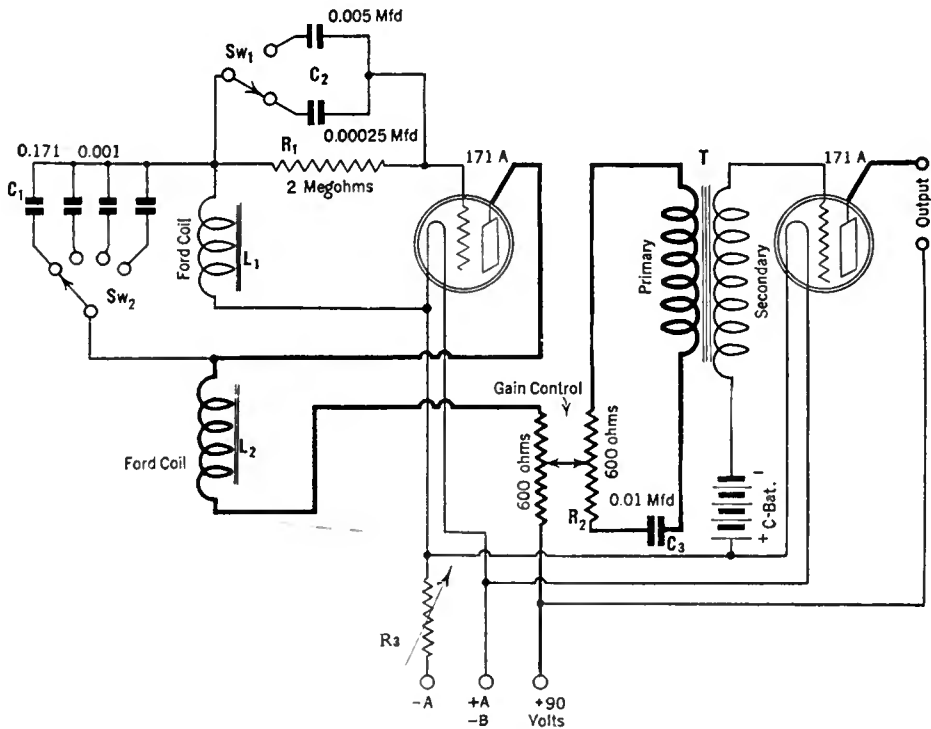 0.005 Mfd
Sw1
C2
0.00025 Mfd
0.171 0.001
R1
2 Megohms
171 A
T
171 A
C1
Ford Coil
L1
Primary
Secondary
Output
Sw2
Gain Control
Ford Coil
L2
600 ohms
600 ohms
R2
0.01 Mfd
C3
-
C-Bat.
+
R3
-A
+A
-B
+90
Volts